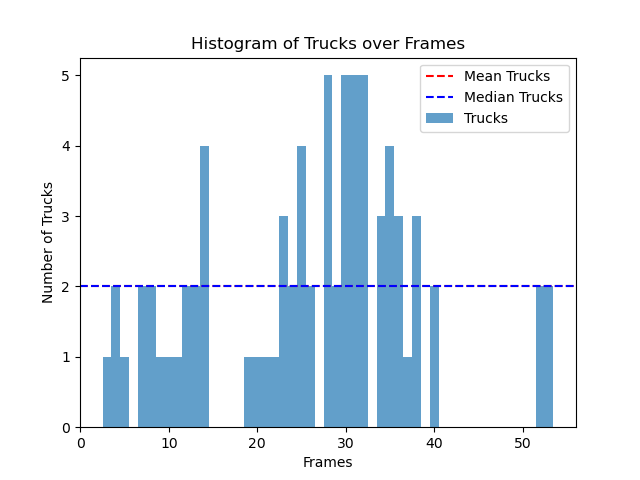 Histogram of Trucks over Frames
Mean Trucks
Median Trucks
Trucks
Number of Trucks
5
4
3
2
1
0
0 10 20 30 40 50
Frames